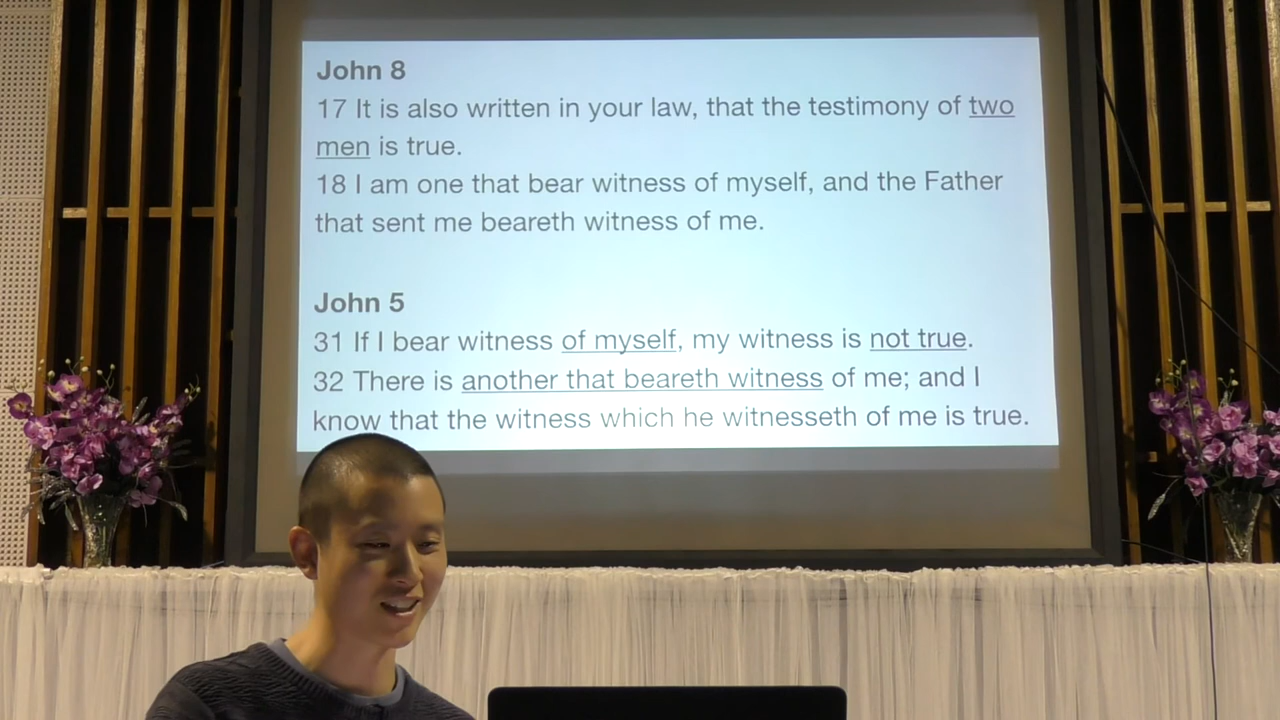 John 8
17 It is also written in your law, that the testimony of two
men is true.
18 I am one that bear witness of myself, and the Father
that sent me beareth witness of me.
John 5
31 If I bear witness of myself, my witness is not true.
32 There is another that beareth witness of me; and I
know that the witness which he witnesseth of me is true.